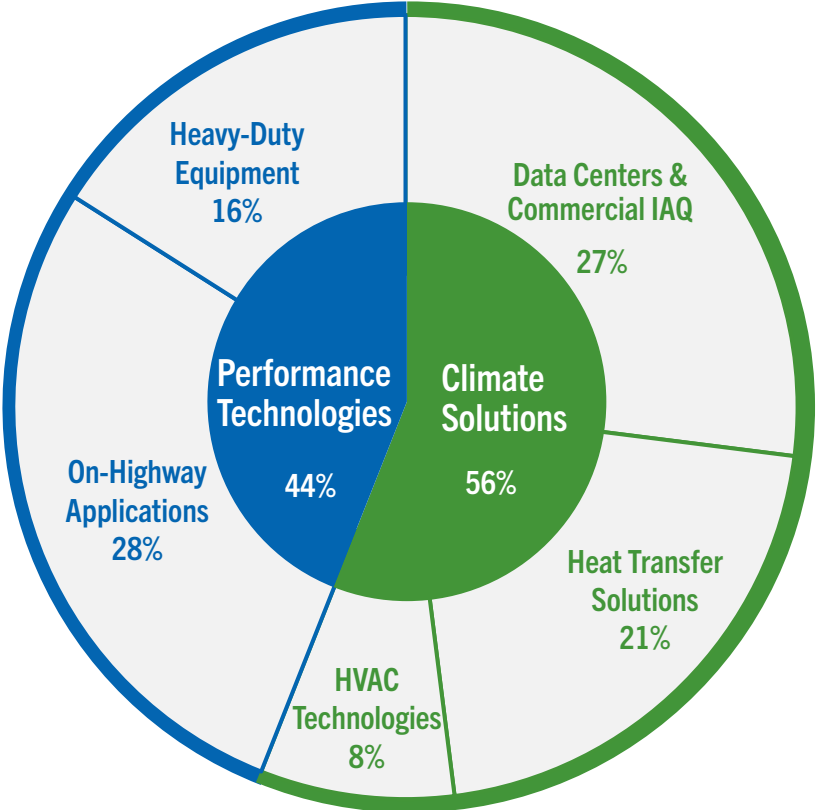 Heavy-Duty
Equipment
16%
Data Centers &
Commercial IAQ
27%
Performance
Technologies
44%
Climate
Solutions
56%
On-Highway
Applications
28%
Heat Transfer
Solutions
21%
HVAC
Technologies
8%